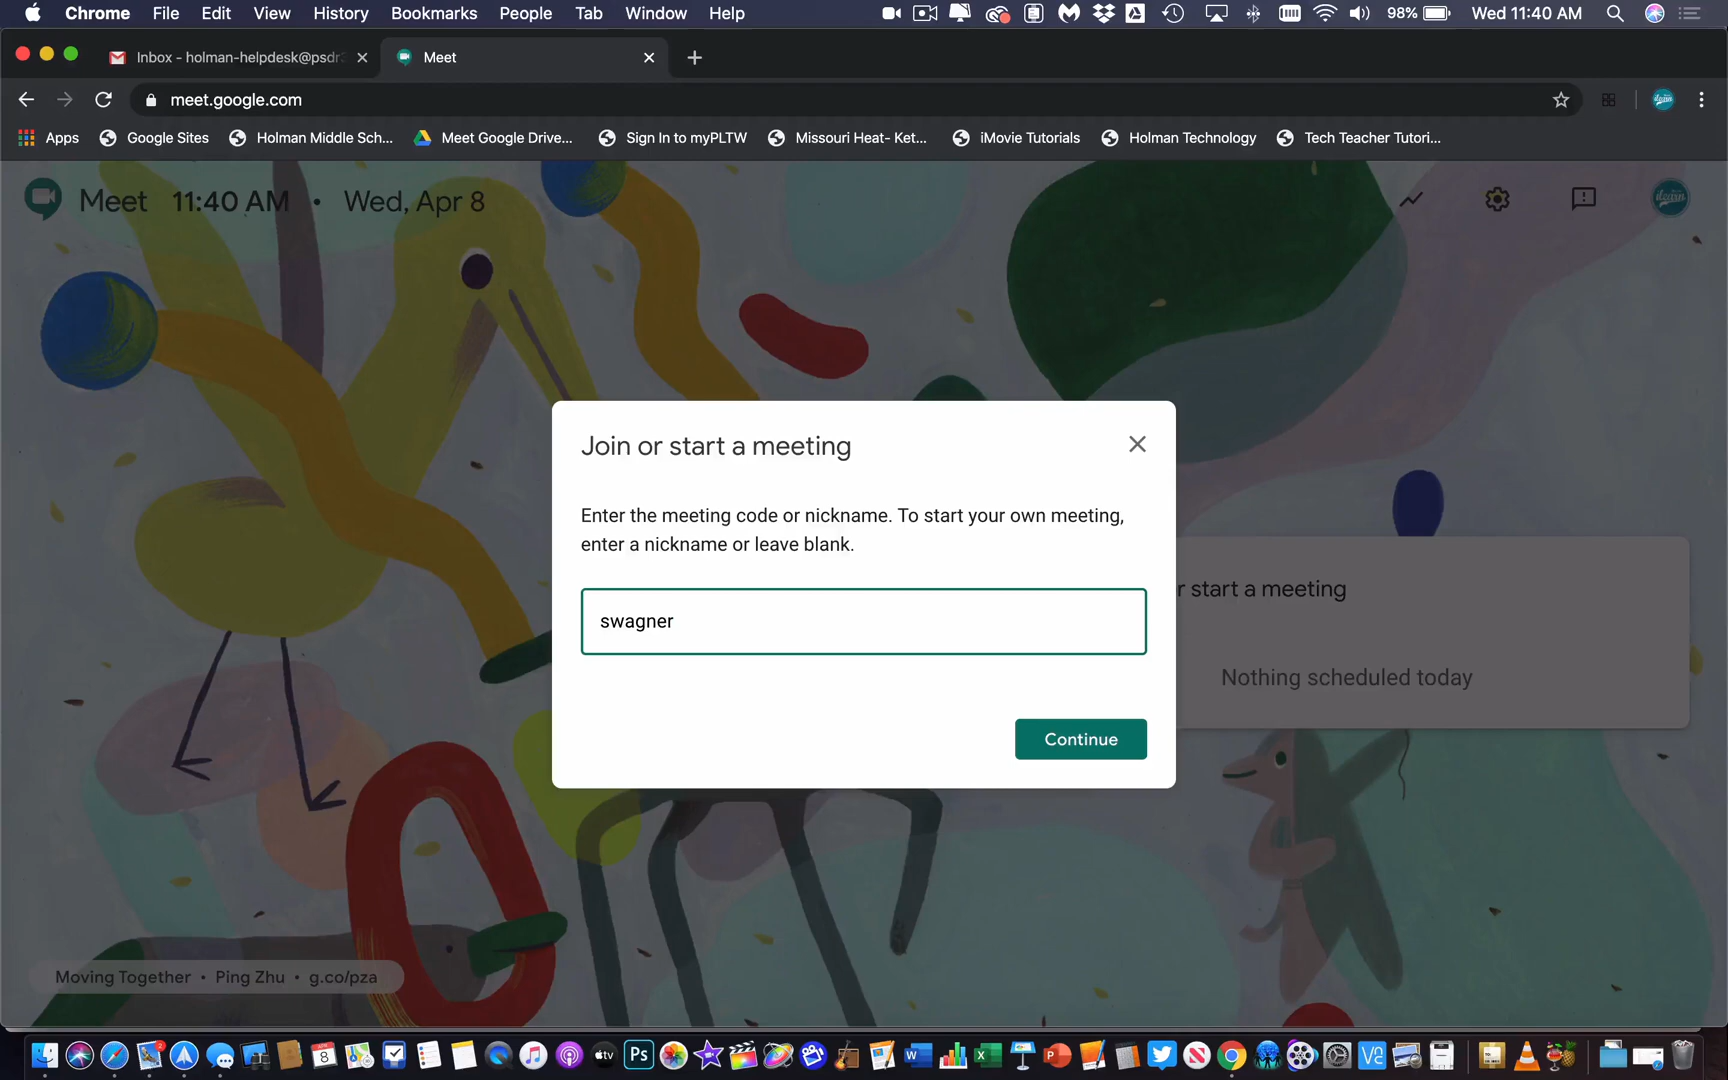 Chrome File Edit View History Bookmarks People Tab Window Help 98% Wed 11:40 AM
Inbox - holman-helpdesk@psdr3 Meet
meet.google.com
Apps Google Sites Holman Middle Sch... Meet Google Drive... Sign In to myPLTW Missouri Heat- Ket... iMovie Tutorials Holman Technology Tech Teacher Tutori...
Meet 11:40 AM • Wed, Apr 8
Join or start a meeting
Enter the meeting code or nickname. To start your own meeting,
enter a nickname or leave blank.
r start a meeting
swagner
Nothing scheduled today
Continue
Moving Together • Ping Zhu • g.co/pza